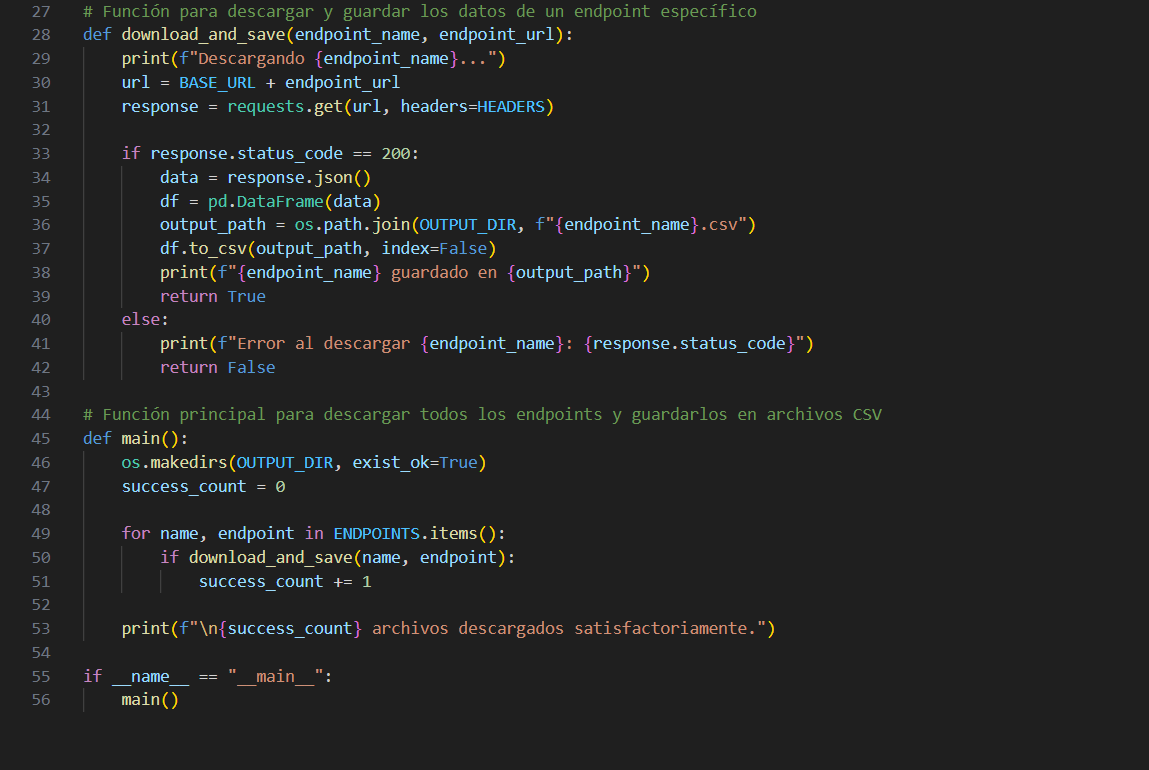 27 # Función para descargar y guardar los datos de un endpoint específico
28 def download_and_save(endpoint_name, endpoint_url):
29     print(f"Descargando {endpoint_name}...")
30     url = BASE_URL + endpoint_url
31     response = requests.get(url, headers=HEADERS)
32
33     if response.status_code == 200:
34         data = response.json()
35         df = pd.DataFrame(data)
36         output_path = os.path.join(OUTPUT_DIR, f"{endpoint_name}.csv")
37         df.to_csv(output_path, index=False)
38         print(f"{endpoint_name} guardado en {output_path}")
39         return True
40     else:
41         print(f"Error al descargar {endpoint_name}: {response.status_code}")
42         return False
43
44 # Función principal para descargar todos los endpoints y guardarlos en archivos CSV
45 def main():
46     os.makedirs(OUTPUT_DIR, exist_ok=True)
47     success_count = 0
48
49     for name, endpoint in ENDPOINTS.items():
50         if download_and_save(name, endpoint):
51             success_count += 1
52
53     print(f"\n{success_count} archivos descargados satisfactoriamente.")
54
55 if __name__ == "__main__":
56     main()